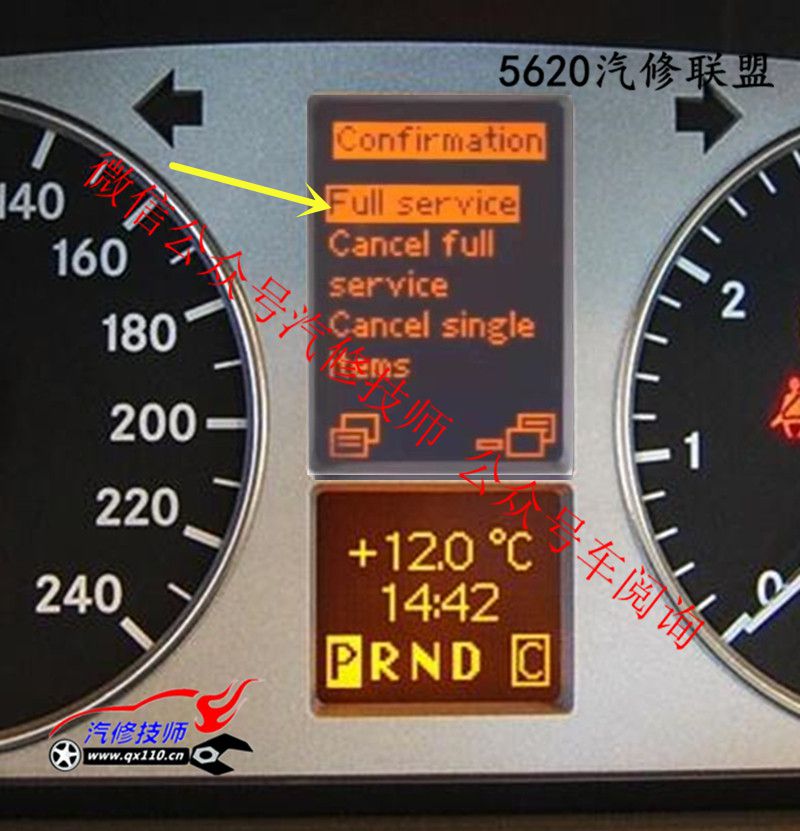 5620汽修联盟
Confirmation
Full service
Cancel full
service
Cancel single
items
140
160
180
200
220
240
2
1
0
+12.0 °C
14:42
PRND C
微信公众号汽修技师 公众号车阅询
汽修技师
www.qx110.cn